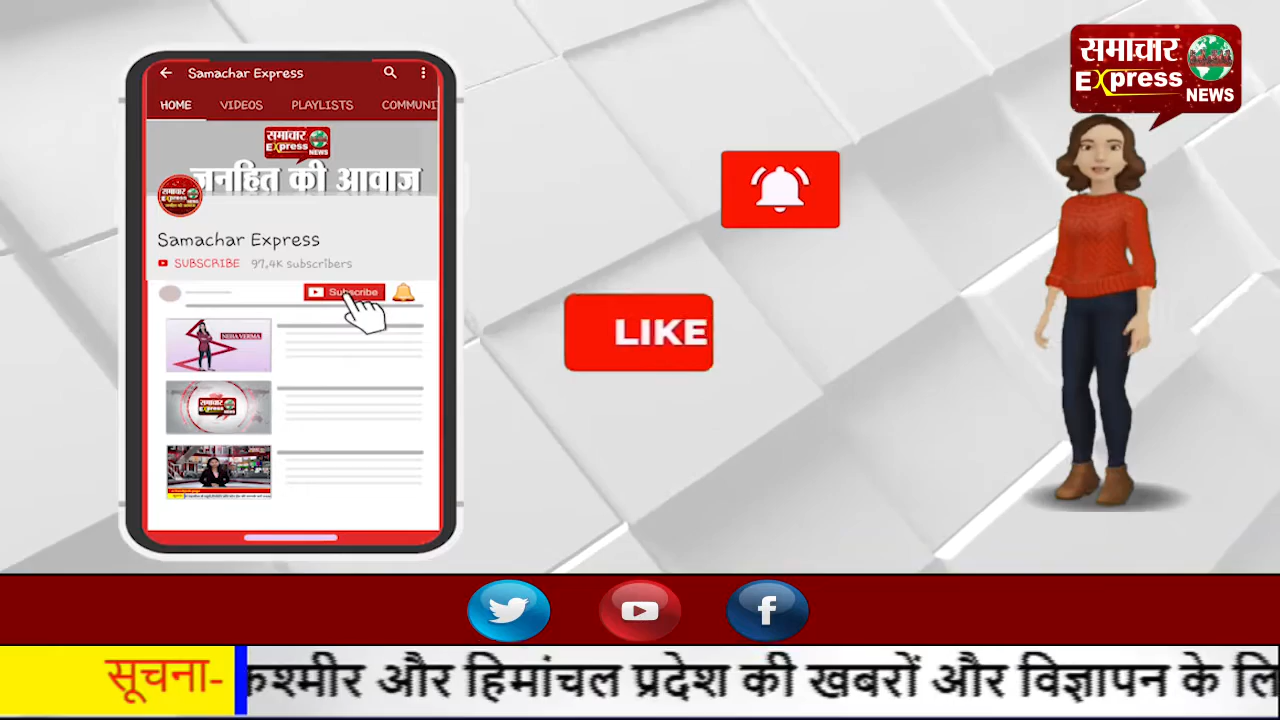 Samachar Express
HOME VIDEOS PLAYLISTS COMMUNI
समाचार
Express
NEWS
जनहित की आवाज
Samachar Express
SUBSCRIBE 97.4K subscribers
Subscribe
LIKE
समाचार
Express
NEWS
सूचना- कश्मीर और हिमांचल प्रदेश की खबरों और विज्ञापन के लि